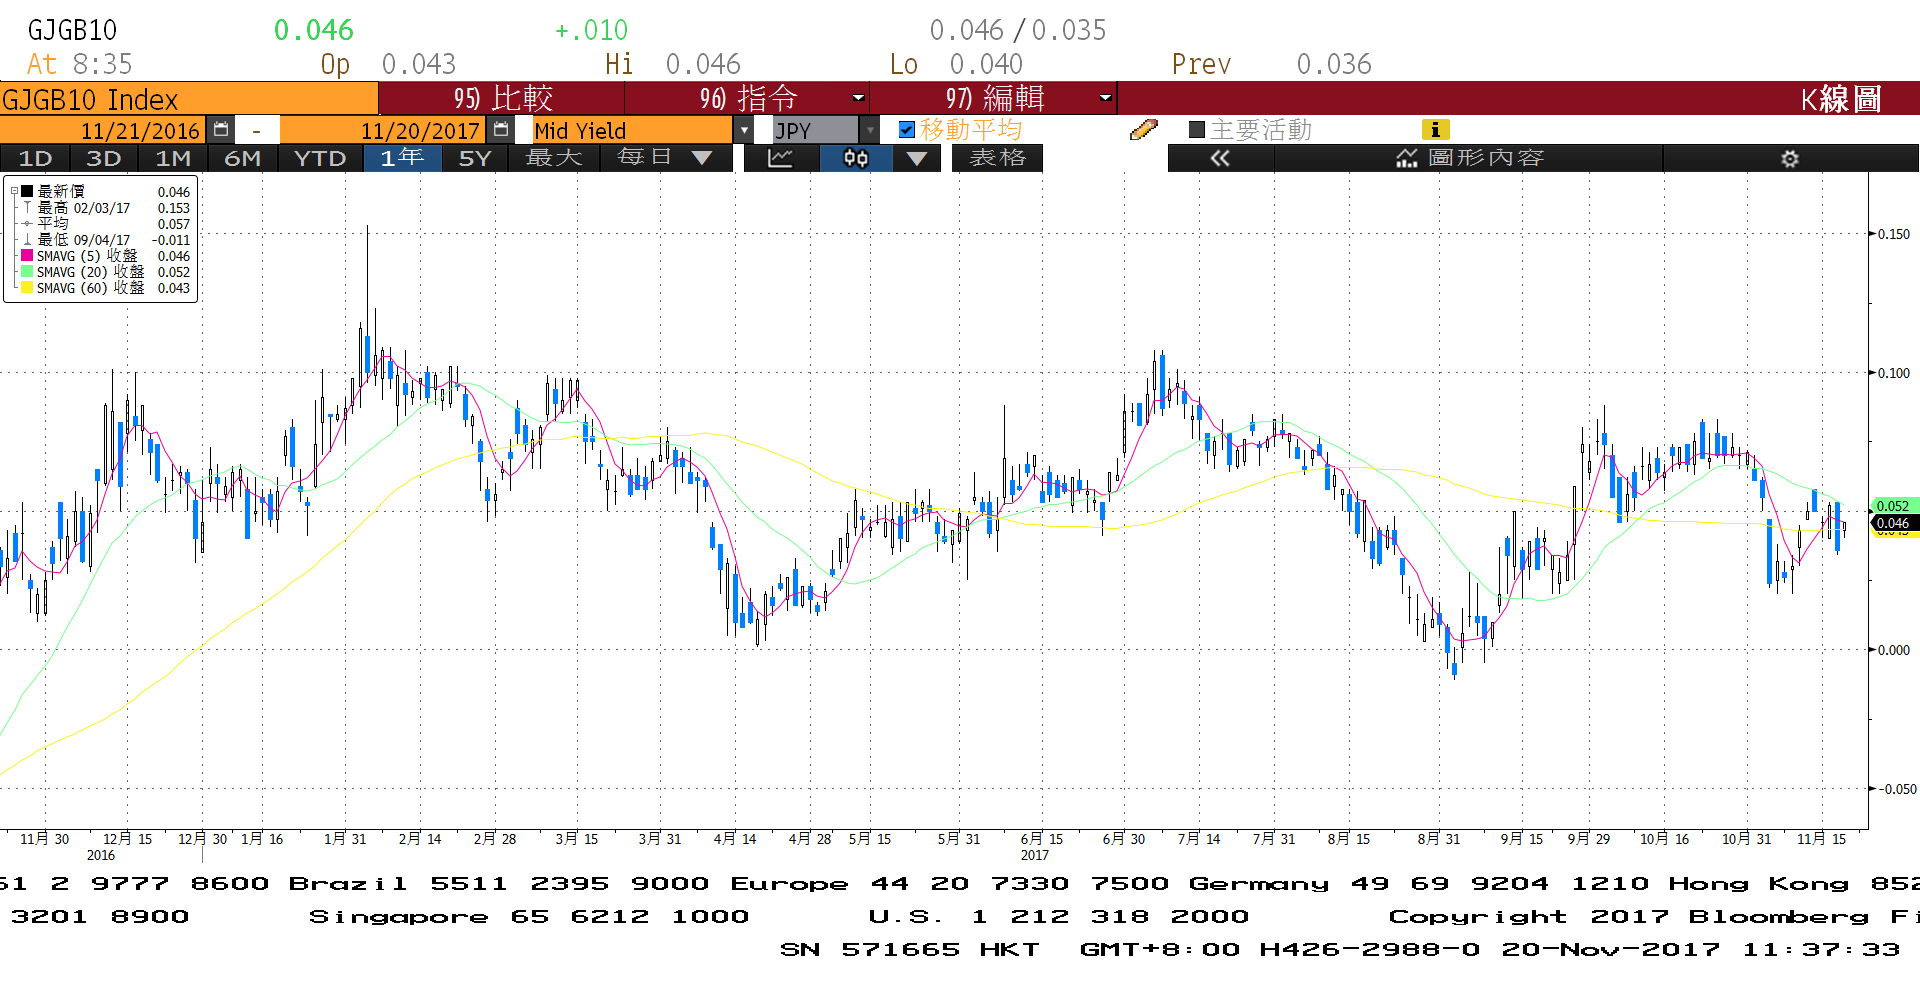 GJGB10 0.046 +.010 0.046 / 0.035
At 8:35 Op 0.043 Hi 0.046 Lo 0.040 Prev 0.036
GJGB10 Index 95) 比較 96) 指令 97) 編輯 K線圖
11/21/2016 - 11/20/2017 Mid Yield JPY 移動平均 主要活動
1D 3D 1M 6M YTD 1年 5Y 最大 每日 表格 « 圖形內容
最新價 0.046
最高 02/03/17 0.153
平均 0.057
最低 09/04/17 -0.011
SMAVG (5) 收盤 0.046
SMAVG (20) 收盤 0.052
SMAVG (60) 收盤 0.043
0.150
0.100
0.052
0.046
0.000
-0.050
11月 30 12月 15 12月 30 1月 16 1月 31 2月 14 2月 28 3月 15 3月 31 4月 14 4月 28 5月 15 5月 31 6月 15 6月 30 7月 14 7月 31 8月 15 8月 31 9月 15 9月 29 10月 16 10月 31 11月 15
2016 2017
61 2 9777 8600 Brazil 5511 2395 9000 Europe 44 20 7330 7500 Germany 49 69 9204 1210 Hong Kong 852
3201 8900 Singapore 65 6212 1000 U.S. 1 212 318 2000 Copyright 2017 Bloomberg Fi
SN 571665 HKT GMT+8:00 H426-2988-0 20-Nov-2017 11:37:33